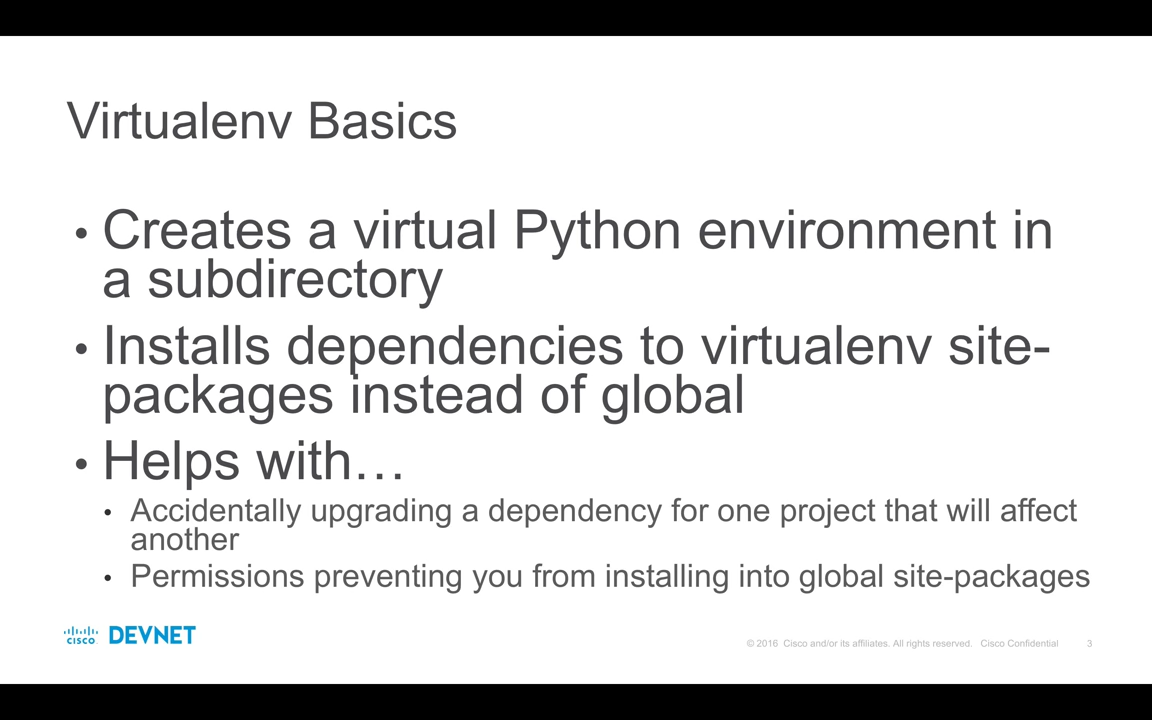 Virtualenv Basics
• Creates a virtual Python environment in
a subdirectory
• Installs dependencies to virtualenv site-
packages instead of global
• Helps with…
• Accidentally upgrading a dependency for one project that will affect
another
• Permissions preventing you from installing into global site-packages
CISCO DEVNET
© 2016 Cisco and/or its affiliates. All rights reserved. Cisco Confidential 3